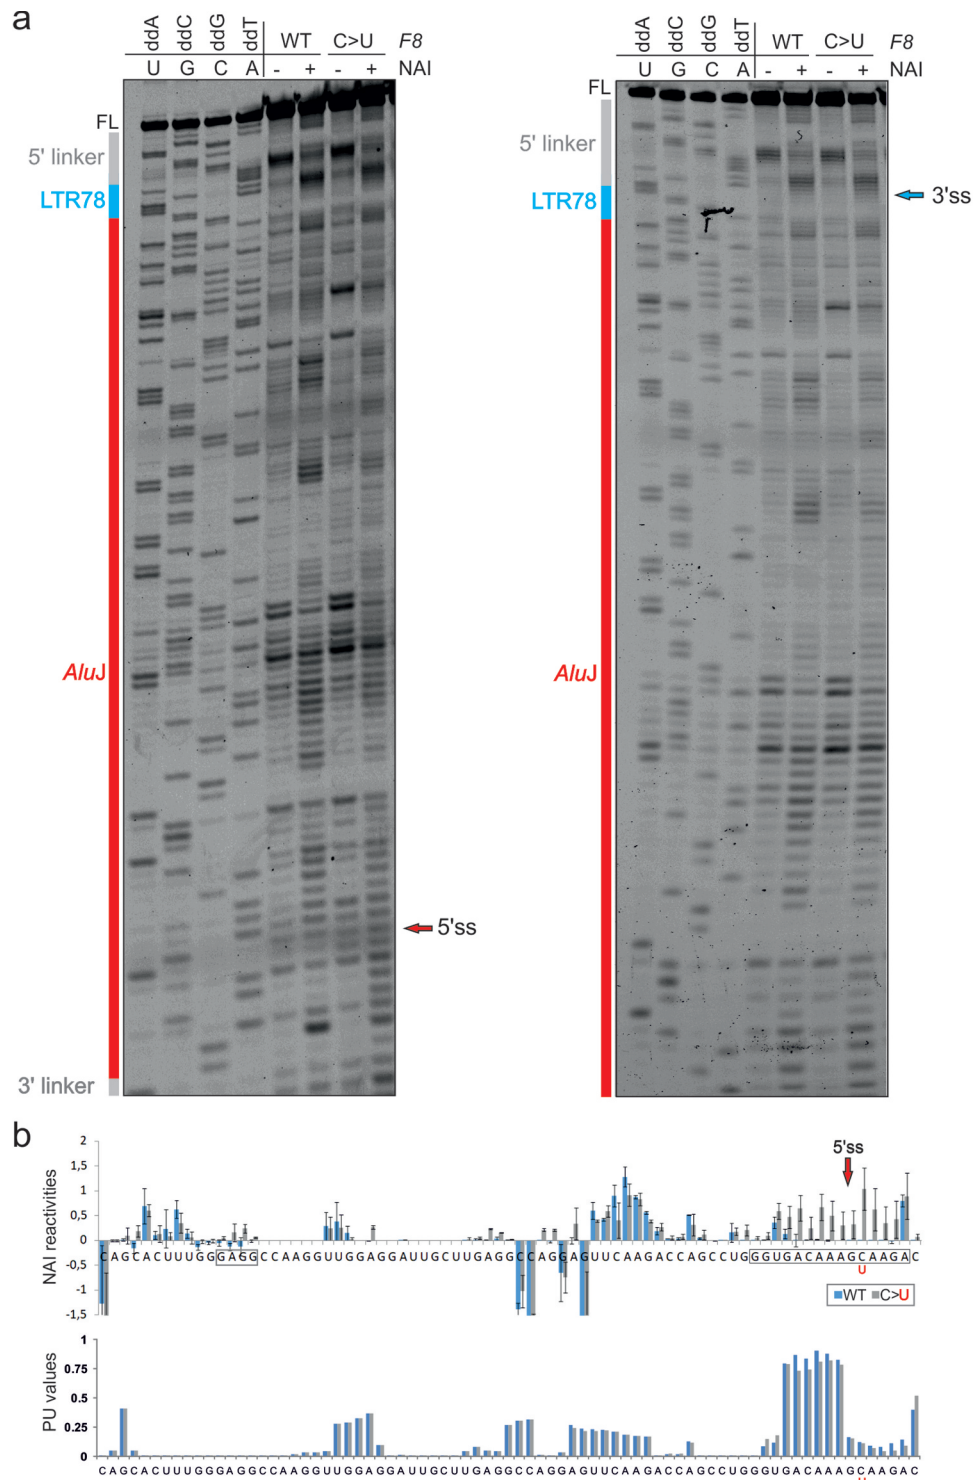 a
ddA ddC ddG ddT WT C>U F8
U G C A - + - + NAI
FL
5' linker
LTR78
AluJ
5'ss
3' linker
ddA ddC ddG ddT WT C>U F8
U G C A - + - + NAI
FL
5' linker
LTR78
3'ss
AluJ
b
NAI reactivities
2
1,5
1
0,5
0
-0,5
-1
-1,5
5'ss
CAGCACUUUGGGAGGCCAAGGUUGGAGGAUUGCUUGAGGCCAGGAGUUCAAGACCAGCCUGGGUGACAAAGCAAGAC
U
WT C>U
PU values
1
0.75
0.5
0.25
0
CAGCACUUUGGGAGGCCAAGGUUGGAGGAUUGCUUGAGGCCAGGAGUUCAAGACCAGCCUGGGUGACAAAGCAAGAC
U